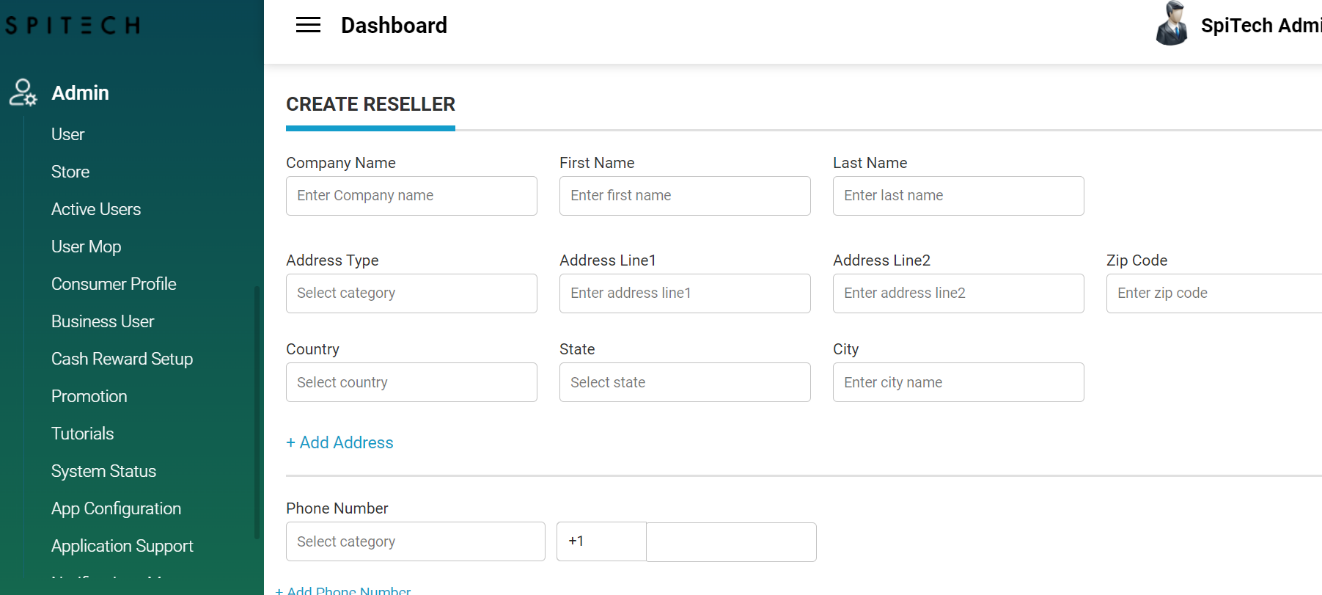 SPITECH
Dashboard
SpiTech Admi
Admin
User
Store
Active Users
User Mop
Consumer Profile
Business User
Cash Reward Setup
Promotion
Tutorials
System Status
App Configuration
Application Support
CREATE RESELLER
Company Name First Name Last Name
Enter Company name Enter first name Enter last name
Address Type Address Line1 Address Line2 Zip Code
Select category Enter address line1 Enter address line2 Enter zip code
Country State City
Select country Select state Enter city name
+ Add Address
Phone Number
Select category +1
+ Add Phone Number